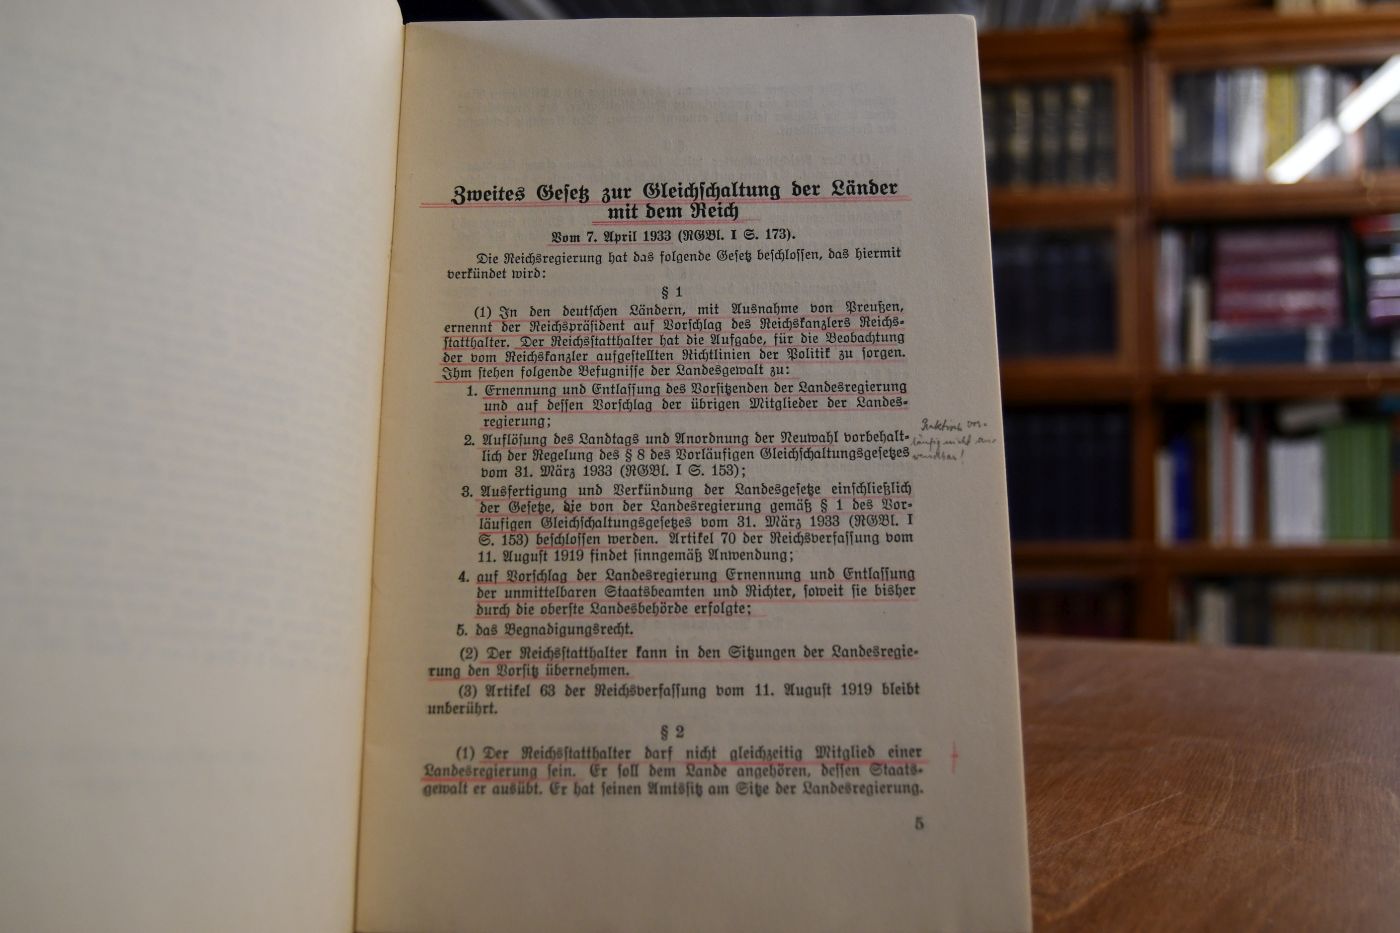 Zweites Gesetz zur Gleichschaltung der Länder
mit dem Reich
Vom 7. April 1933 (RGBl. I S. 173).
Die Reichsregierung hat das folgende Gesetz beschlossen, das hiermit
verkündet wird:
§ 1
(1) In den deutschen Ländern, mit Ausnahme von Preußen,
ernennt der Reichspräsident auf Vorschlag des Reichskanzlers Reichs-
statthalter. Der Reichsstatthalter hat die Aufgabe, für die Beobachtung
der vom Reichskanzler aufgestellten Richtlinien der Politik zu sorgen.
Ihm stehen folgende Befugnisse der Landesgewalt zu:
1. Ernennung und Entlassung des Vorsitzenden der Landesregierung
und auf dessen Vorschlag der übrigen Mitglieder der Landes-
regierung;
2. Auflösung des Landtags und Anordnung der Neuwahl vorbehalt-
lich der Regelung des § 8 des Vorläufigen Gleichschaltungsgesetzes
vom 31. März 1933 (RGBl. I S. 153);
3. Ausfertigung und Verkündung der Landesgesetze einschließlich
der Gesetze, die von der Landesregierung gemäß § 1 des Vor-
läufigen Gleichschaltungsgesetzes vom 31. März 1933 (RGBl. I
S. 153) beschlossen werden. Artikel 70 der Reichsverfassung vom
11. August 1919 findet sinngemäß Anwendung;
4. auf Vorschlag der Landesregierung Ernennung und Entlassung
der unmittelbaren Staatsbeamten und Richter, soweit sie bisher
durch die oberste Landesbehörde erfolgte;
5. das Begnadigungsrecht.
(2) Der Reichsstatthalter kann in den Sitzungen der Landesregie-
rung den Vorsitz übernehmen.
(3) Artikel 63 der Reichsverfassung vom 11. August 1919 bleibt
unberührt.
§ 2
(1) Der Reichsstatthalter darf nicht gleichzeitig Mitglied einer
Landesregierung sein. Er soll dem Lande angehören, dessen Staats-
gewalt er ausübt. Er hat seinen Amtssitz am Sitze der Landesregierung.
5
vor-
läufig nicht an-
wendbar!